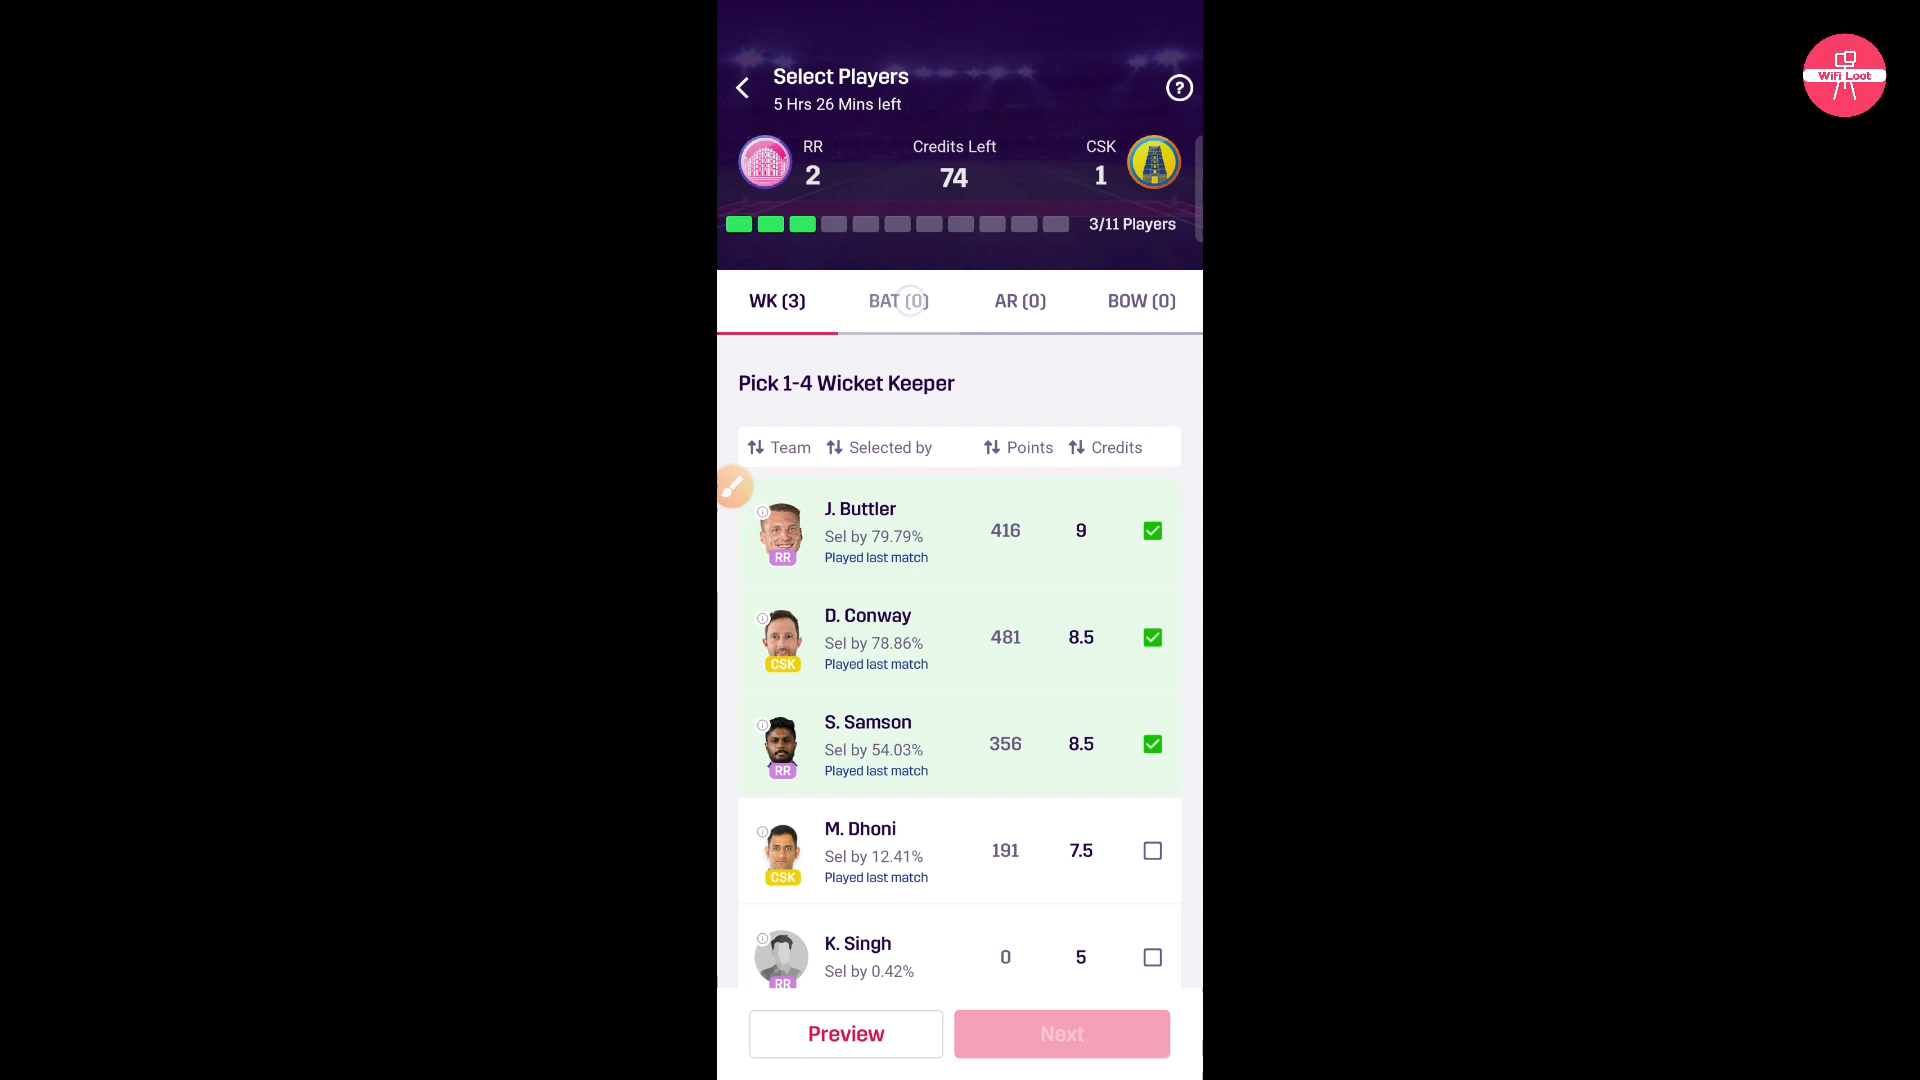 Select Players
5 Hrs 26 Mins left
?
WiFi Loot
RR
2
Credits Left
74
CSK
1
3/11 Players
WK (3)
BAT (0)
AR (0)
BOW (0)
Pick 1-4 Wicket Keeper
Team
Selected by
Points
Credits
J. Buttler
Sel by 79.79%
Played last match
RR
416
9
D. Conway
Sel by 78.86%
Played last match
CSK
481
8.5
S. Samson
Sel by 54.03%
Played last match
RR
356
8.5
M. Dhoni
Sel by 12.41%
Played last match
CSK
191
7.5
K. Singh
Sel by 0.42%
RR
0
5
Preview
Next